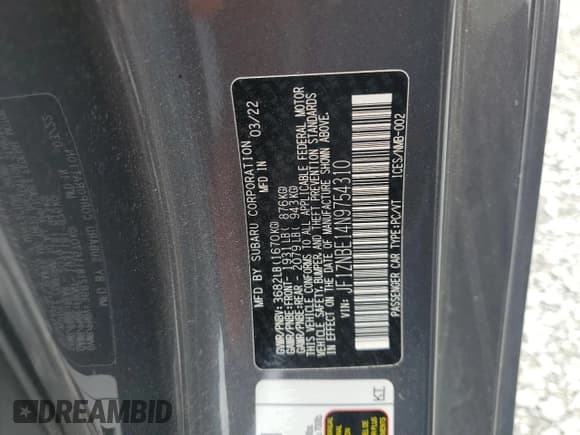 MFD BY SUBARU CORPORATION 03/22
GVWR/PNBV: 3682LB(1670KG)
GAWR/PNBE:FRONT- 1931LB( 876KG)
GAWR/PNBE:REAR - 2079LB( 943KG)
THIS VEHICLE CONFORMS TO ALL APPLICABLE FEDERAL MOTOR
VEHICLE SAFETY, BUMPER, AND THEFT PREVENTION STANDARDS
IN EFFECT ON THE DATE OF MANUFACTURE SHOWN ABOVE.
VIN: JF1ZNBE14N9754310
PASSENGER CAR TYPE:PC/VT ICES/NMB-002
DREAMBID